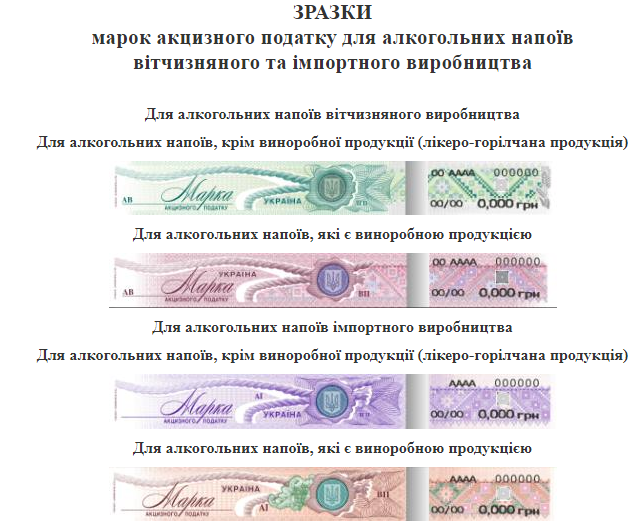 ЗРАЗКИ
марок акцизного податку для алкогольних напоїв
вітчизняного та імпортного виробництва
Для алкогольних напоїв вітчизняного виробництва
Для алкогольних напоїв, крім виноробної продукції (лікеро-горілчана продукція)
00 АААА 000000
АВ Марка УКРАЇНА
АКЦИЗНОГО ПОДАТКУ 00/00 0,000 грн
Для алкогольних напоїв, які є виноробною продукцією
АААА 000000
УКРАЇНА
АВ Марка ВП
АКЦИЗНОГО ПОДАТКУ 00/00 0,000 грн
Для алкогольних напоїв імпортного виробництва
Для алкогольних напоїв, крім виноробної продукції (лікеро-горілчана продукція)
АААА 000000
АІ
Марка УКРАЇНА
АКЦИЗНОГО ПОДАТКУ 00/00 0,000 грн
Для алкогольних напоїв, які є виноробною продукцією
АААА 000000
УКРАЇНА
Марка АІ ВП
АКЦИЗНОГО ПОДАТКУ 00/00 0,000 грн